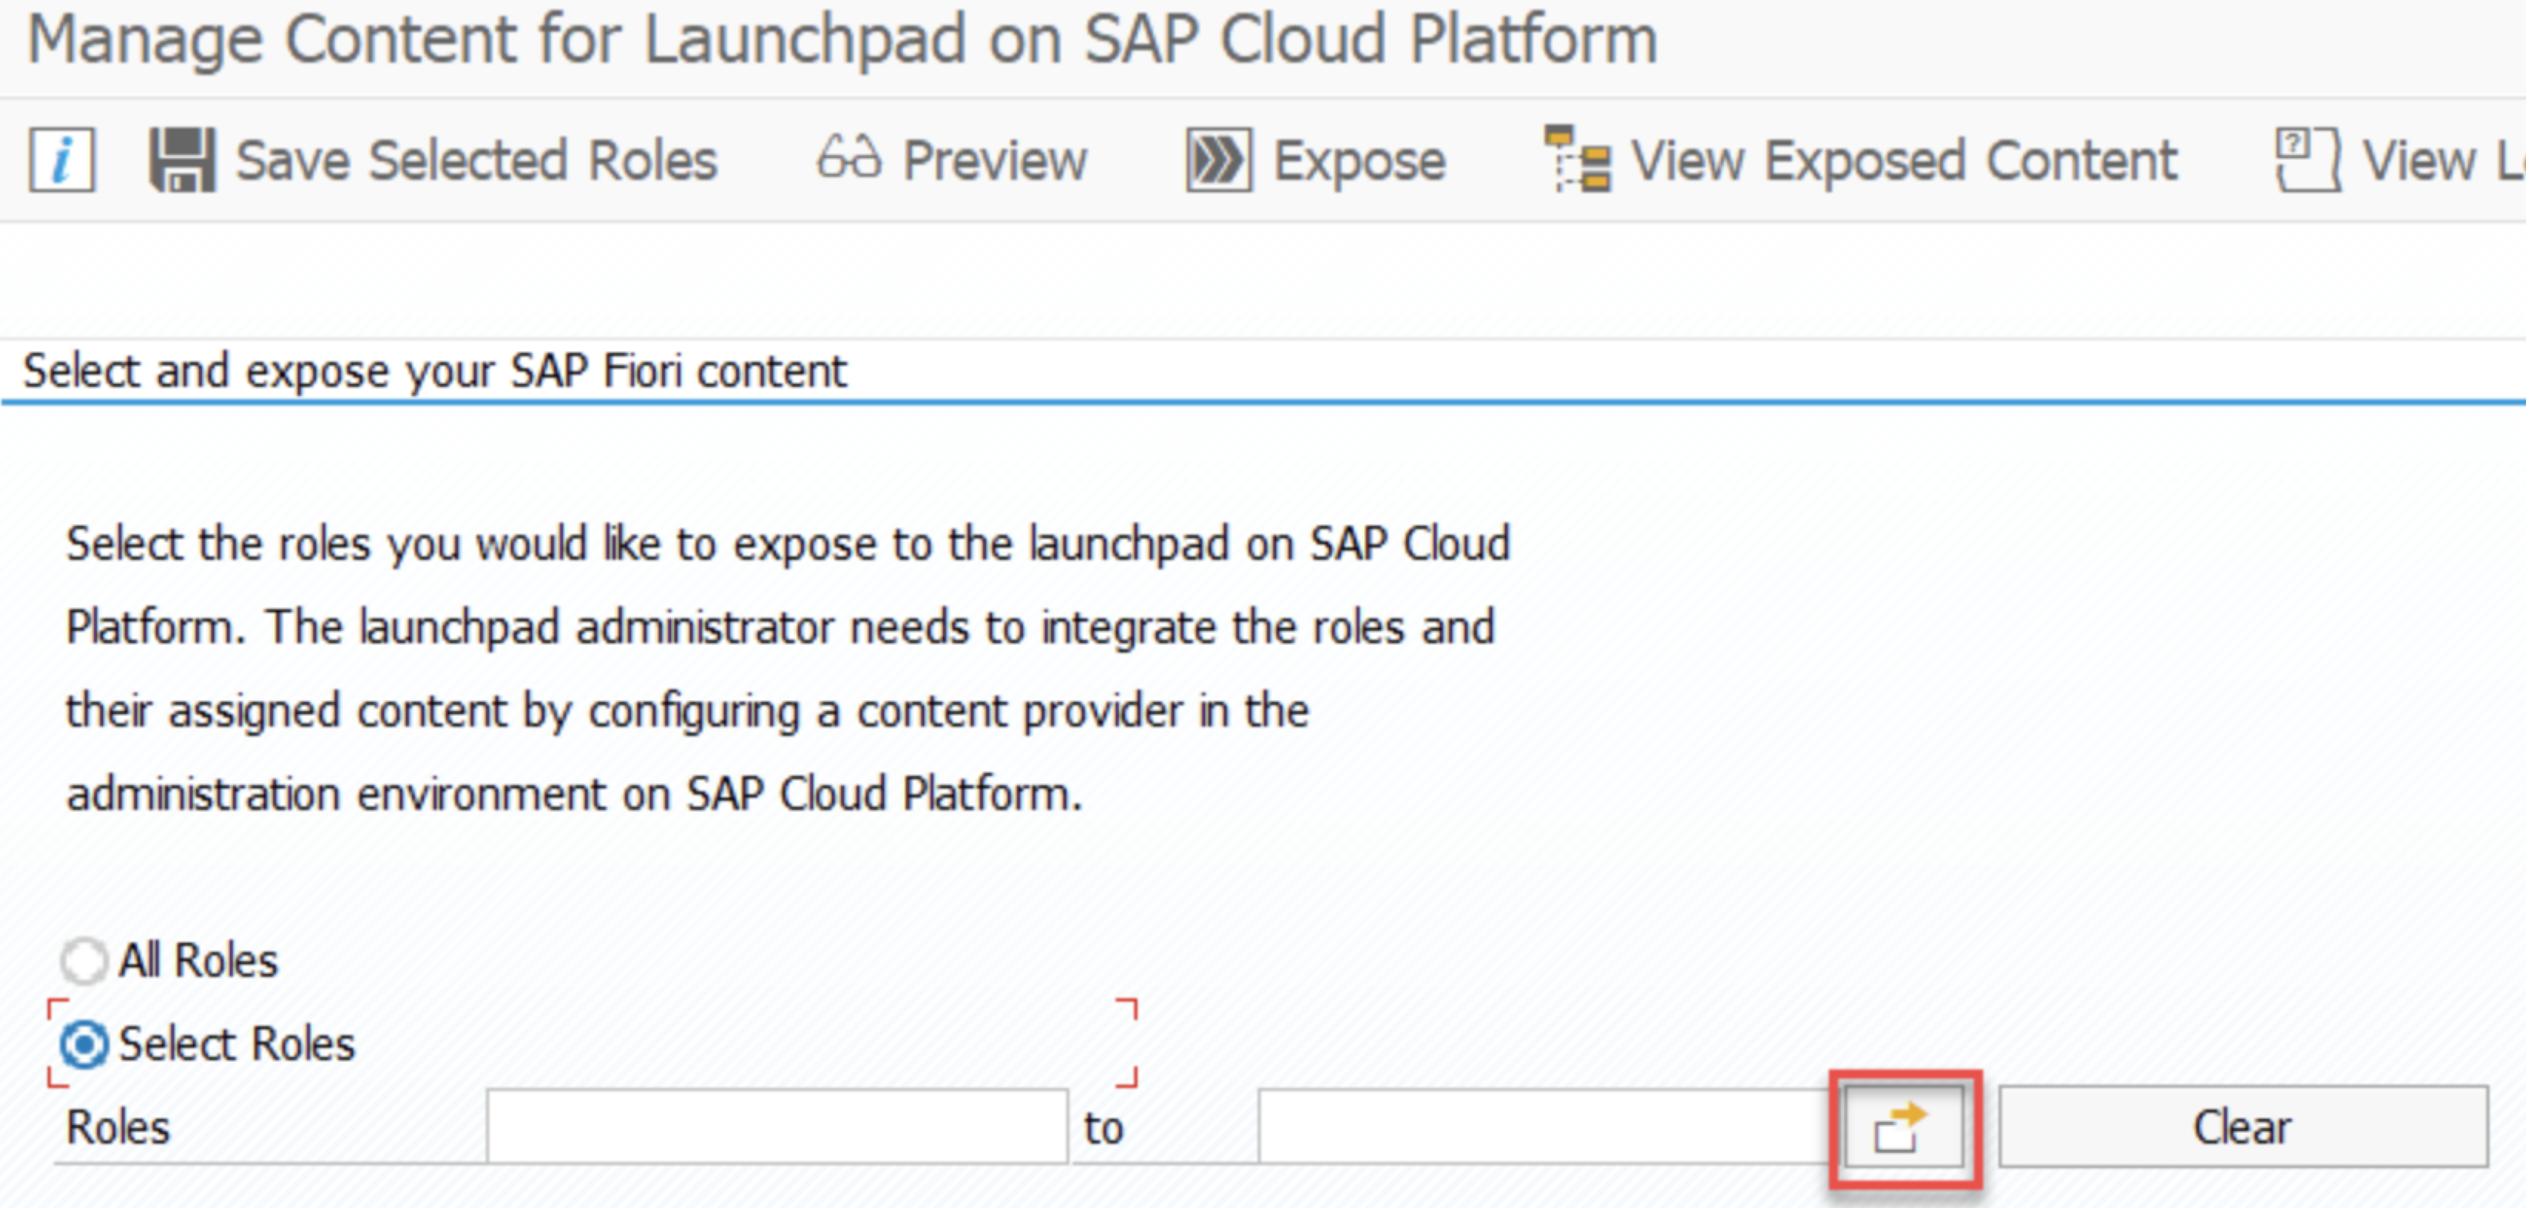 Manage Content for Launchpad on SAP Cloud Platform
i Save Selected Roles Preview Expose View Exposed Content ? View
Select and expose your SAP Fiori content
Select the roles you would like to expose to the launchpad on SAP Cloud
Platform. The launchpad administrator needs to integrate the roles and
their assigned content by configuring a content provider in the
administration environment on SAP Cloud Platform.
All Roles
Select Roles
Roles to Clear